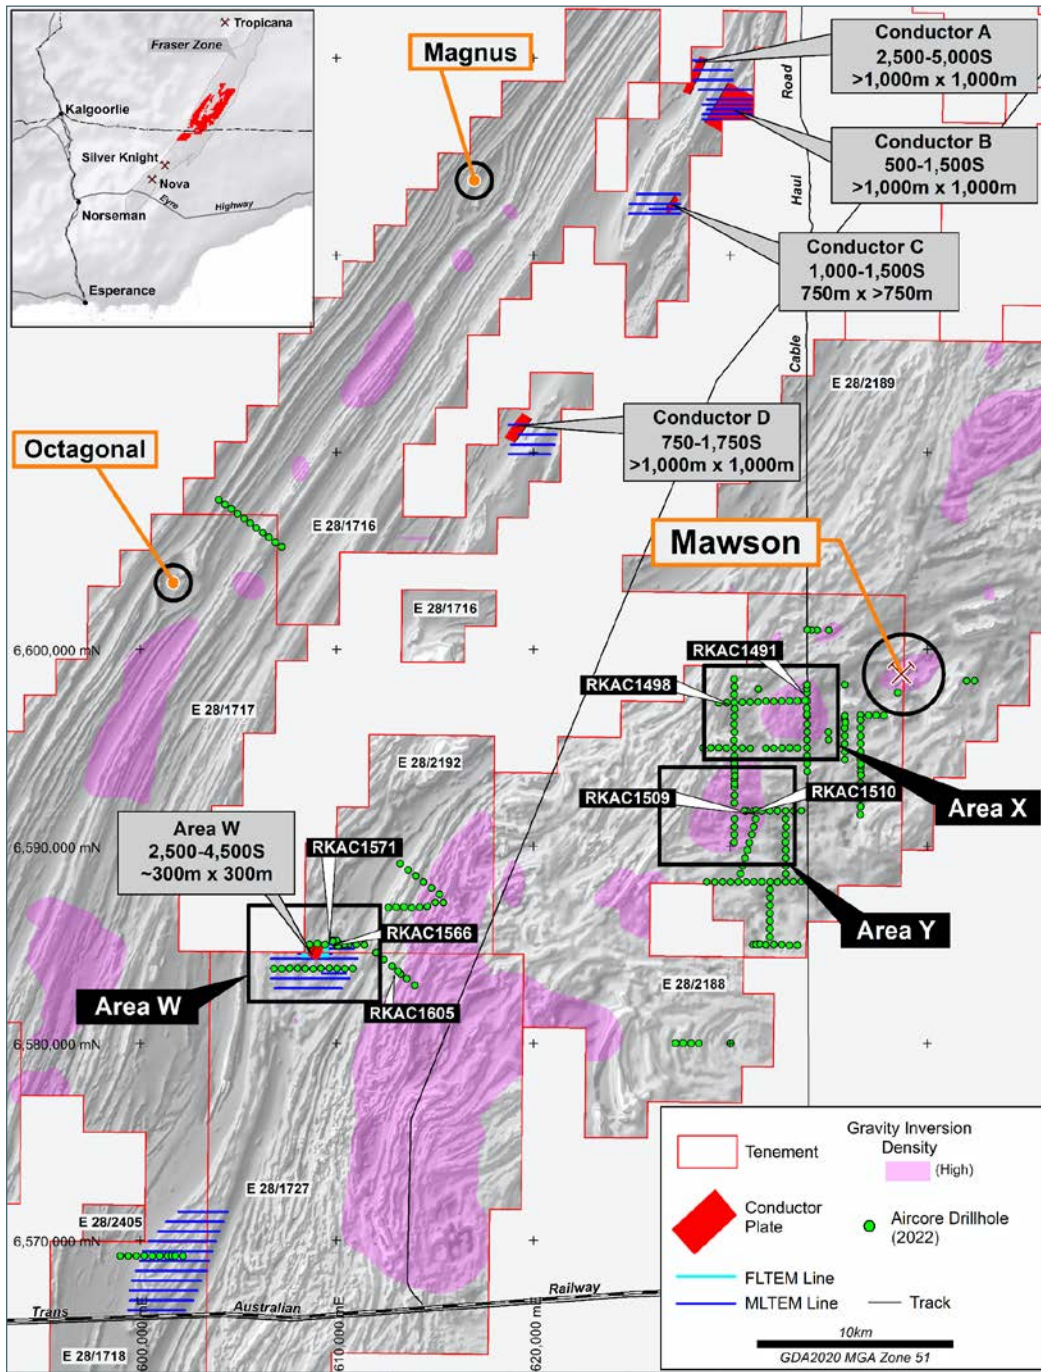 Tropicana
Fraser Zone
Kalgoorlie
Silver Knight
Nova
Eyre
Highway
Norseman
Esperance
Magnus
Conductor A
2,500-5,000S
>1,000m x 1,000m
Road
Conductor B
500-1,500S
>1,000m x 1,000m
Haul
Conductor C
1,000-1,500S
750m x >750m
Cable
E 28/2189
Conductor D
750-1,750S
>1,000m x 1,000m
Octagonal
E 28/1716
Mawson
E 28/1716
6,600,000 mN
RKAC1491
RKAC1498
E 28/1717
E 28/2192
RKAC1509
RKAC1510
Area X
Area W
2,500-4,500S
~300m x 300m
RKAC1571
6,590,000 mN
RKAC1566
Area Y
Area W
RKAC1605
E 28/2188
6,580,000 mN
E 28/1727
E 28/2405
6,570,000 mN
Trans
Australian
Railway
600,000 mE
610,000 mE
620,000 mE
E 28/1718
Tenement
Gravity Inversion
Density
(High)
Conductor
Plate
Aircore Drillhole
(2022)
FLTEM Line
MLTEM Line
Track
10km
GDA2020 MGA Zone 51